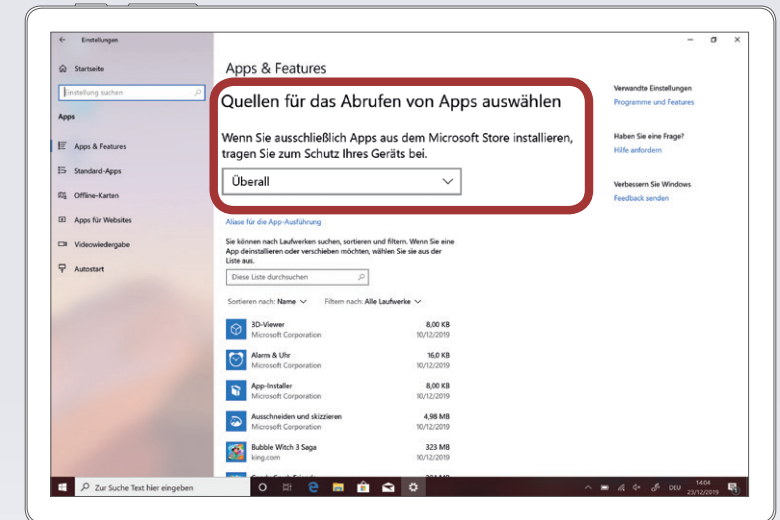 Einstellungen
Startseite
Einstellung suchen
Apps
Apps & Features
Standard-Apps
Offline-Karten
Apps für Websites
Videowiedergabe
Autostart
Apps & Features
Quellen für das Abrufen von Apps auswählen
Wenn Sie ausschließlich Apps aus dem Microsoft Store installieren,
tragen Sie zum Schutz Ihres Geräts bei.
Überall
Aliase für die App-Ausführung
Sie können nach Laufwerken suchen, sortieren und filtern. Wenn Sie eine
App deinstallieren oder verschieben möchten, wählen Sie sie aus der
Liste aus.
Diese Liste durchsuchen
Sortieren nach: Name Filtern nach: Alle Laufwerke
3D-Viewer 8,00 KB
Microsoft Corporation 10/12/2019
Alarm & Uhr 16,0 KB
Microsoft Corporation 10/12/2019
App-Installer 8,00 KB
Microsoft Corporation 10/12/2019
Ausschneiden und skizzieren 4,98 MB
Microsoft Corporation 10/12/2019
Bubble Witch 3 Saga 323 MB
king.com 10/12/2019
Verwandte Einstellungen
Programme und Features
Haben Sie eine Frage?
Hilfe anfordern
Verbessern Sie Windows
Feedback senden
Zur Suche Text hier eingeben
DEU
14:04
23/12/2019